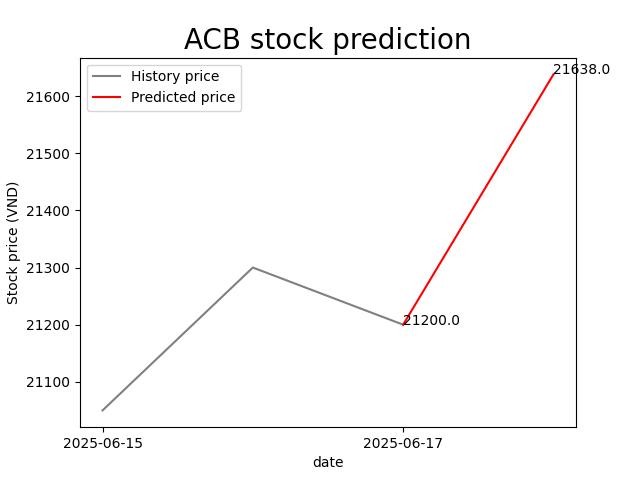 ACB stock prediction
History price
Predicted price
21638.0
21600
21500
21400
21300
21200
21100
21200.0
Stock price (VND)
2025-06-15
2025-06-17
date